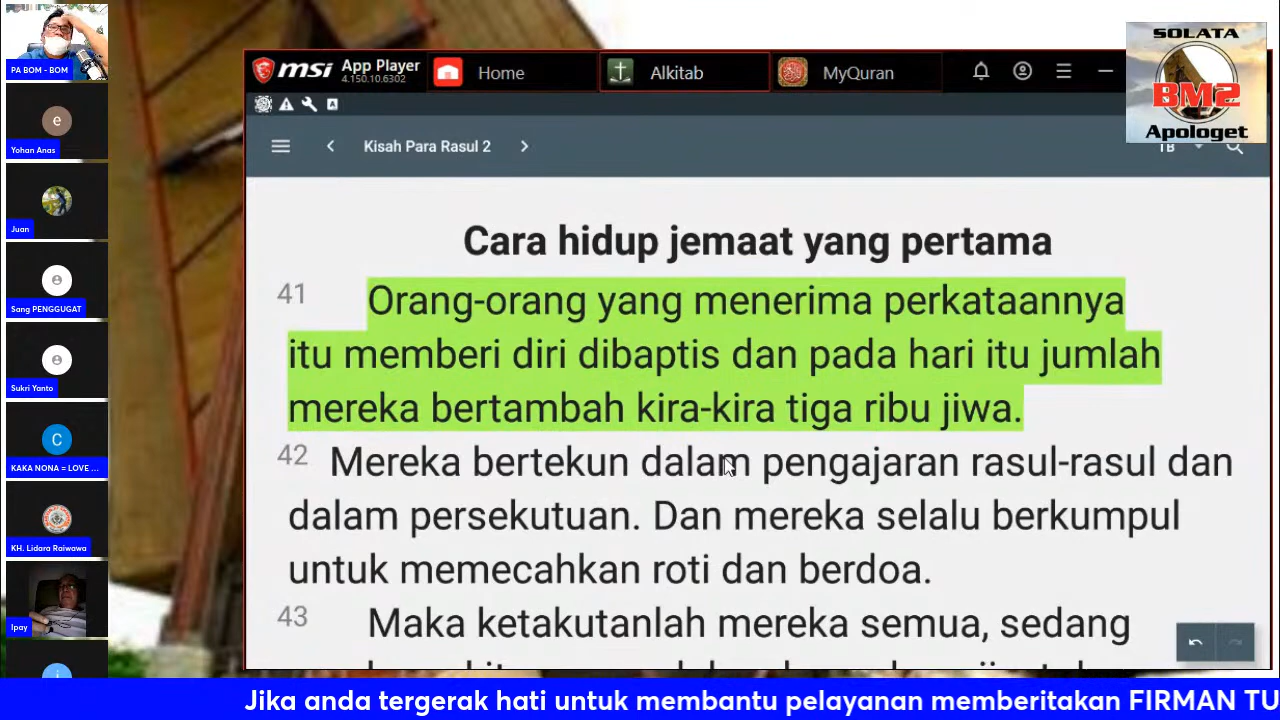 PA BOM - BOM
e
Yohan Anas
Juan
Sang PENGGUGAT
Sukri Yanto
C
KAKA NONA = LOVE ...
KH. Lidara Raiwawa
Ipay
msi App Player
4.150.10.6302
Home
Alkitab
MyQuran
SOLATA
BM2
Apologet
Kisah Para Rasul 2
TB
Cara hidup jemaat yang pertama
41 Orang-orang yang menerima perkataannya
itu memberi diri dibaptis dan pada hari itu jumlah
mereka bertambah kira-kira tiga ribu jiwa.
42 Mereka bertekun dalam pengajaran rasul-rasul dan
dalam persekutuan. Dan mereka selalu berkumpul
untuk memecahkan roti dan berdoa.
43 Maka ketakutanlah mereka semua, sedang
Jika anda tergerak hati untuk membantu pelayanan memberitakan FIRMAN TU